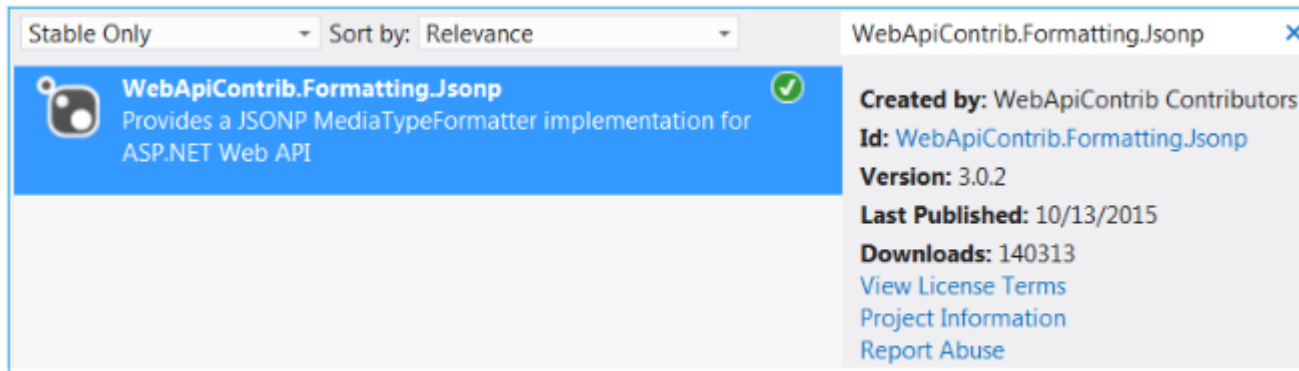 Stable Only Sort by: Relevance WebApiContrib.Formatting.Jsonp
WebApiContrib.Formatting.Jsonp
Provides a JSONP MediaTypeFormatter implementation for
ASP.NET Web API
Created by: WebApiContrib Contributors
Id: WebApiContrib.Formatting.Jsonp
Version: 3.0.2
Last Published: 10/13/2015
Downloads: 140313
View License Terms
Project Information
Report Abuse